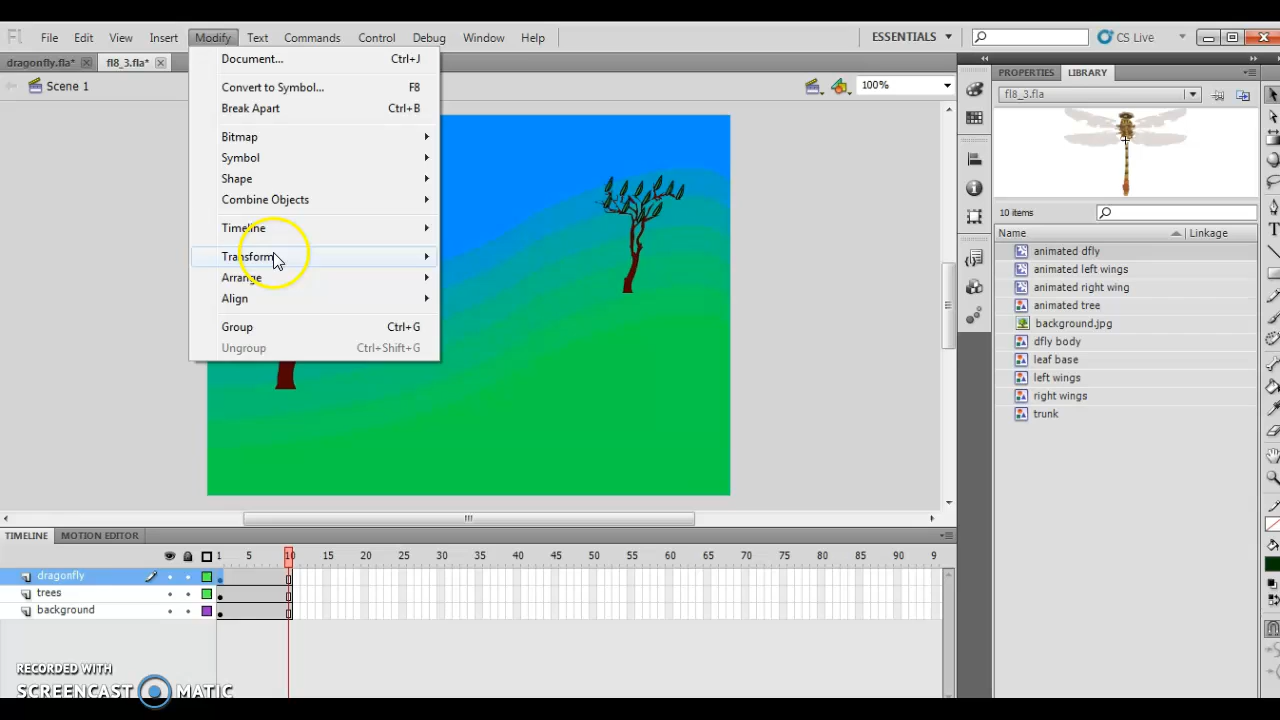 Fl File Edit View Insert Modify Text Commands Control Debug Window Help ESSENTIALS CS Live
dragonfly.fla* fl8_3.fla*
Scene 1 100%
Document... Ctrl+J
Convert to Symbol... F8
Break Apart Ctrl+B
Bitmap
Symbol
Shape
Combine Objects
Timeline
Transform
Arrange
Align
Group Ctrl+G
Ungroup Ctrl+Shift+G
PROPERTIES LIBRARY
fl8_3.fla
10 items
Name Linkage
animated dfly
animated left wings
animated right wing
animated tree
background.jpg
dfly body
leaf base
left wings
right wings
trunk
TIMELINE MOTION EDITOR
1 5 10 15 20 25 30 35 40 45 50 55 60 65 70 75 80 85 90 9
dragonfly
trees
background
RECORDED WITH
SCREENCAST MATIC